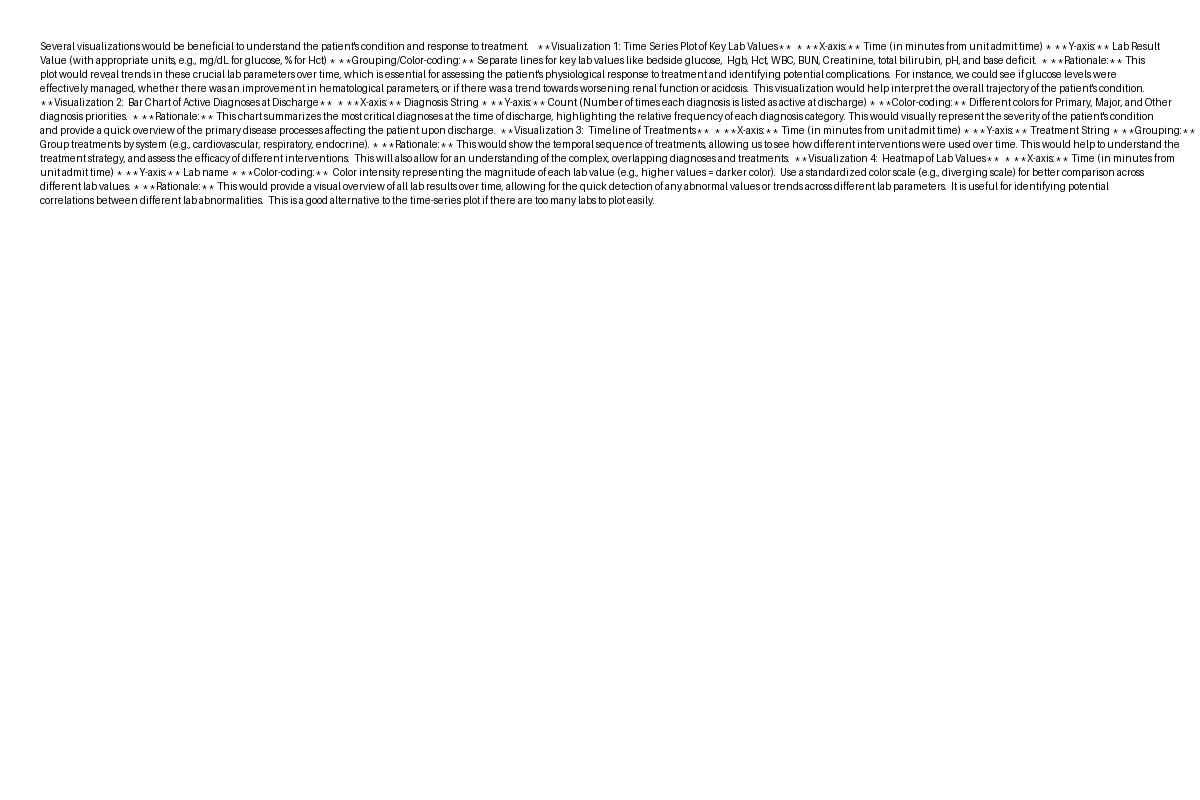 Several visualizations would be beneficial to understand the patient's condition and response to treatment.   **Visualization 1: Time Series Plot of Key Lab Values**  * **X-axis:** Time (in minutes from unit admit time) * **Y-axis:** Lab Result
Value (with appropriate units, e.g., mg/dL for glucose, % for Hct) * **Grouping/Color-coding:** Separate lines for key lab values like bedside glucose,  Hgb, Hct, WBC, BUN, Creatinine, total bilirubin, pH, and base deficit.  * **Rationale:** This
plot would reveal trends in these crucial lab parameters over time, which is essential for assessing the patient's physiological response to treatment and identifying potential complications.  For instance, we could see if glucose levels were
effectively managed, whether there was an improvement in hematological parameters, or if there was a trend towards worsening renal function or acidosis.  This visualization would help interpret the overall trajectory of the patient's condition.
**Visualization 2:  Bar Chart of Active Diagnoses at Discharge**  * **X-axis:** Diagnosis String * **Y-axis:** Count (Number of times each diagnosis is listed as active at discharge) * **Color-coding:** Different colors for Primary, Major, and Other
diagnosis priorities.  * **Rationale:** This chart summarizes the most critical diagnoses at the time of discharge, highlighting the relative frequency of each diagnosis category. This would visually represent the severity of the patient's condition
and provide a quick overview of the primary disease processes affecting the patient upon discharge.  **Visualization 3:  Timeline of Treatments**  * **X-axis:** Time (in minutes from unit admit time) * **Y-axis:** Treatment String * **Grouping:**
Group treatments by system (e.g., cardiovascular, respiratory, endocrine). * **Rationale:** This would show the temporal sequence of treatments, allowing us to see how different interventions were used over time.  This would help to understand the
treatment strategy, and assess the efficacy of different interventions.  This will also allow for an understanding of the complex, overlapping diagnoses and treatments.  **Visualization 4:  Heatmap of Lab Values**  * **X-axis:** Time (in minutes from
unit admit time) * **Y-axis:** Lab name * **Color-coding:** Color intensity representing the magnitude of each lab value (e.g., higher values = darker color).  Use a standardized color scale (e.g., diverging scale) for better comparison across
different lab values. * **Rationale:** This would provide a visual overview of all lab results over time, allowing for the quick detection of any abnormal values or trends across different lab parameters.  It is useful for identifying potential
correlations between different lab abnormalities.  This is a good alternative to the time-series plot if there are too many labs to plot easily.